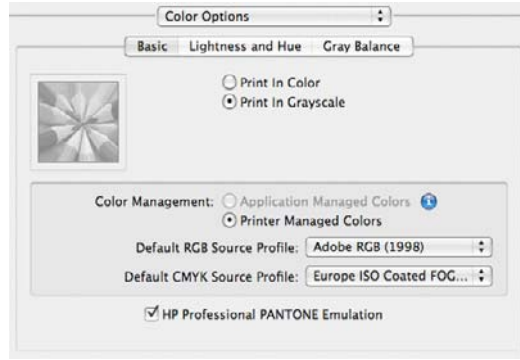 Color Options
Basic Lightness and Hue Gray Balance
Print In Color
Print In Grayscale
Color Management: Application Managed Colors
Printer Managed Colors
Default RGB Source Profile: Adobe RGB (1998)
Default CMYK Source Profile: Europe ISO Coated FOG...
HP Professional PANTONE Emulation